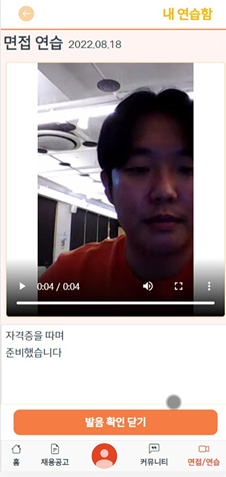 내 연습함
면접 연습 2022.08.18
0:04 / 0:04
자격증을 따며
준비했습니다
발음 확인 닫기
홈 채용공고 커뮤니티 면접/연습